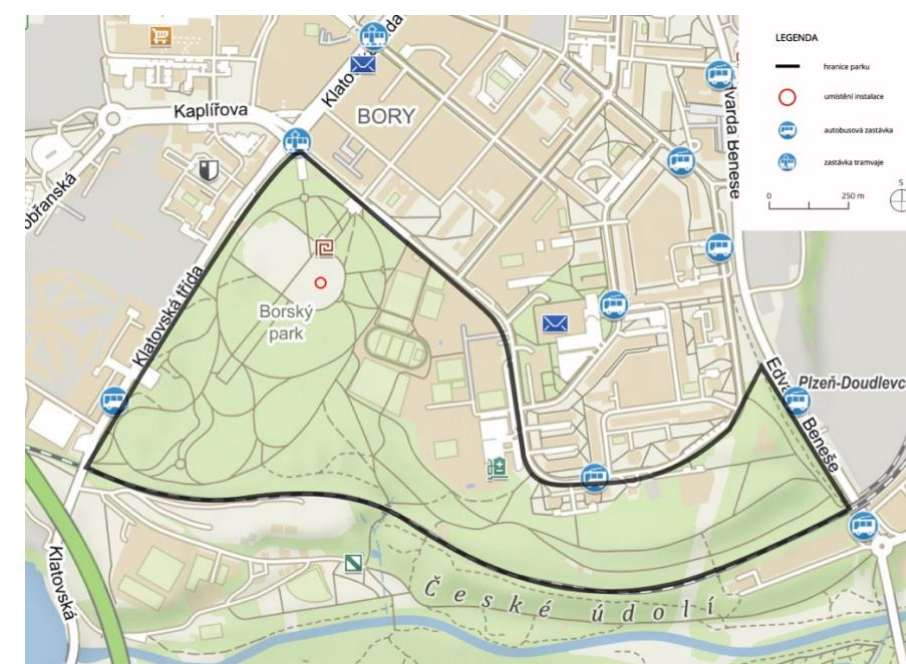 LEGENDA
hranice parku
umístění instalace
autobusová zastávka
zastávka tramvaje
0 250 m
S
Klatovská třída
Kaplířova
BORY
Edvarda Beneše
Borský
park
Klatovská třída
Edvarda Beneše
Plzeň-Doudlevc
Klatovská
České údolí